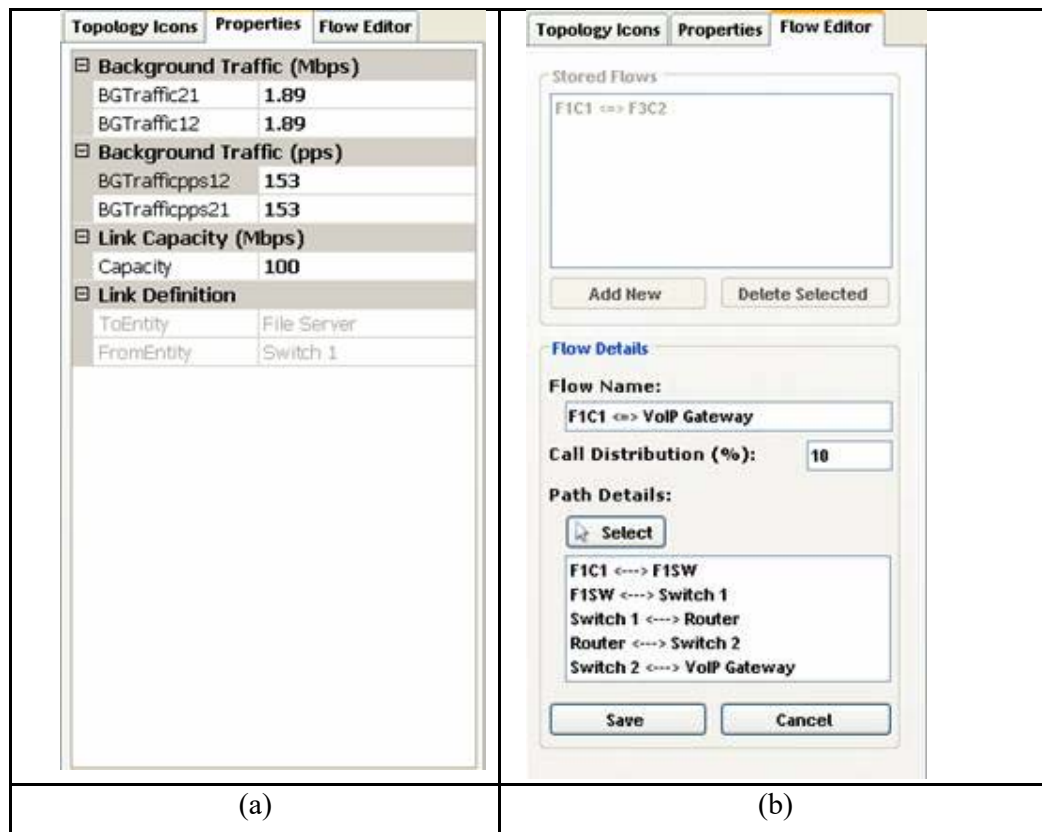 Topology Icons Properties Flow Editor
Background Traffic (Mbps)
BGTraffic21 1.89
BGTraffic12 1.89
Background Traffic (pps)
BGTrafficpps12 153
BGTrafficpps21 153
Link Capacity (Mbps)
Capacity 100
Link Definition
ToEntity File Server
FromEntity Switch 1
(a)
Topology Icons Properties Flow Editor
Stored Flows
F1C1 <=> F3C2
Add New Delete Selected
Flow Details
Flow Name:
F1C1 <=> VoIP Gateway
Call Distribution (%): 10
Path Details:
Select
F1C1 <---> F1SW
F1SW <---> Switch 1
Switch 1 <---> Router
Router <---> Switch 2
Switch 2 <---> VoIP Gateway
Save Cancel
(b)